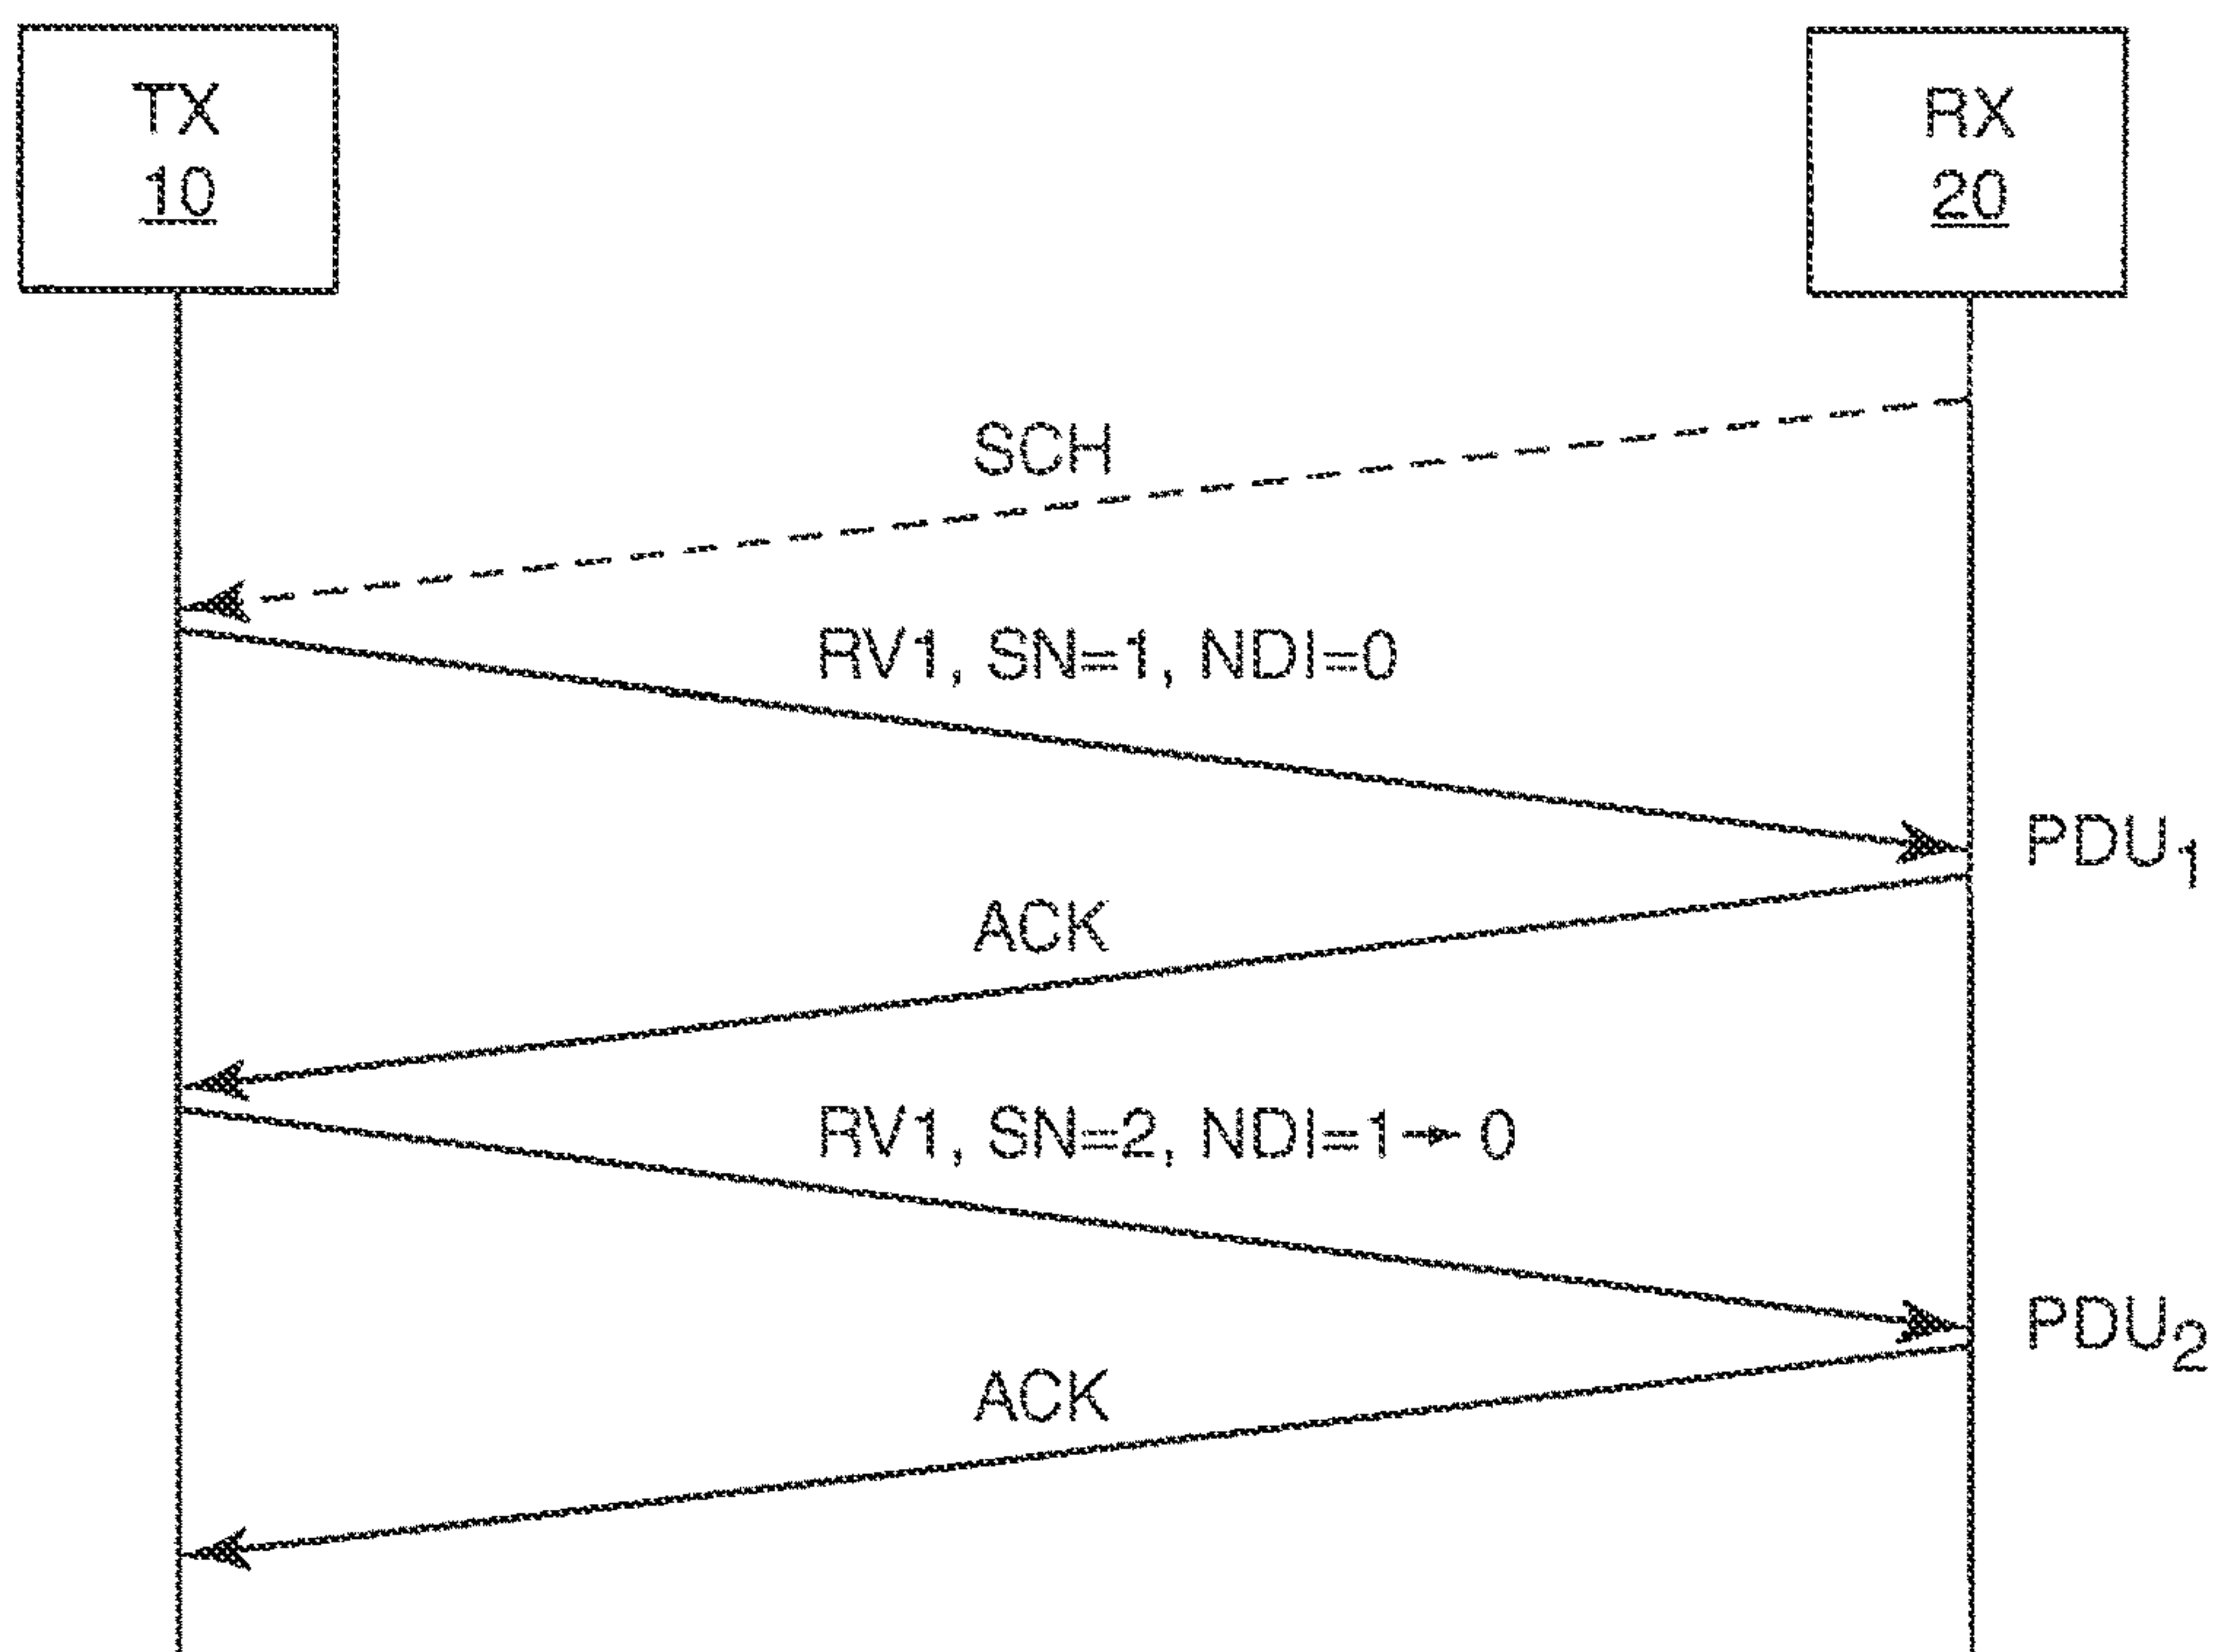 TX
10
RX
20
SCH
RV1, SN=1, NDI=0
PDU₁
ACK
RV1, SN=2, NDI=1→ 0
PDU₂
ACK